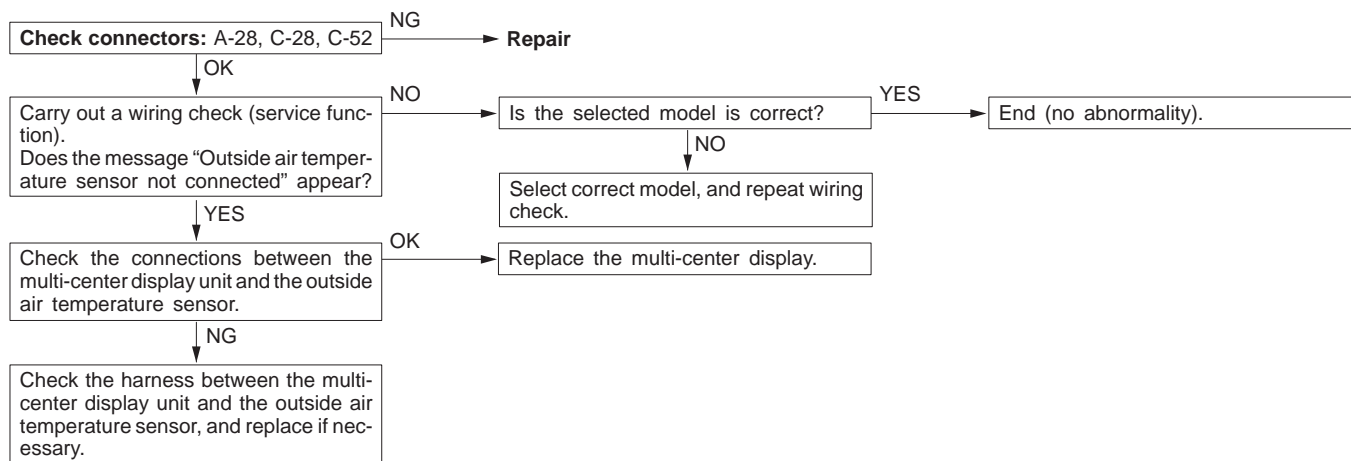 Check connectors: A-28, C-28, C-52
NG
Repair
OK
Carry out a wiring check (service func-
tion).
Does the message “Outside air temper-
ature sensor not connected” appear?
NO
Is the selected model is correct?
YES
End (no abnormality).
NO
Select correct model, and repeat wiring
check.
YES
Check the connections between the
multi-center display unit and the outside
air temperature sensor.
OK
Replace the multi-center display.
NG
Check the harness between the multi-
center display unit and the outside air
temperature sensor, and replace if nec-
essary.